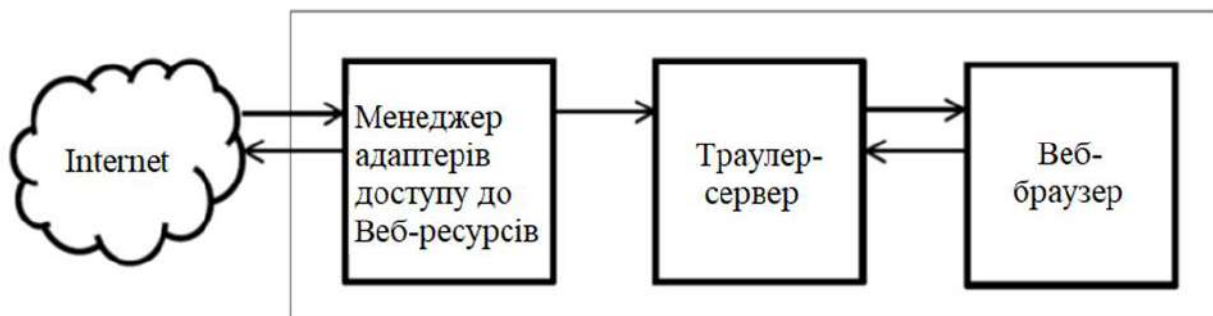 Internet
Менеджер
адаптерів
доступу до
Веб-ресурсів
Траулер-
сервер
Веб-
браузер